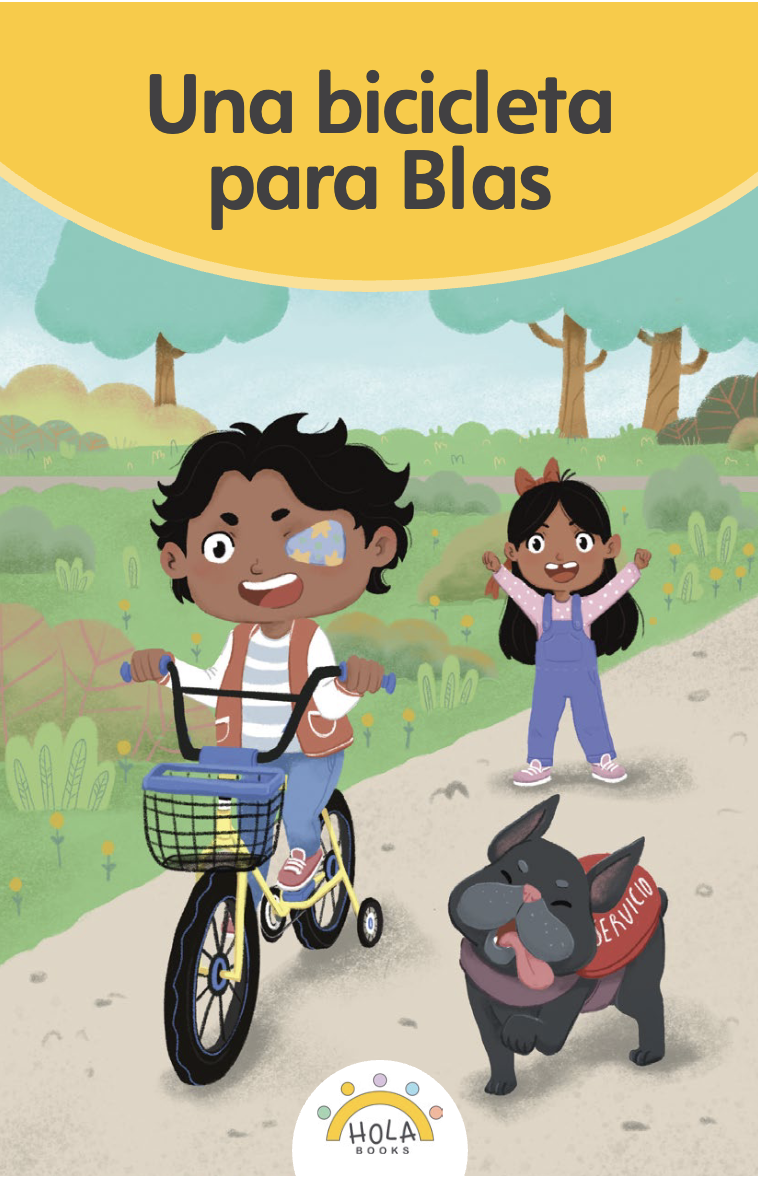 Una bicicleta
para Blas
SERVICIO
HOLA
BOOKS